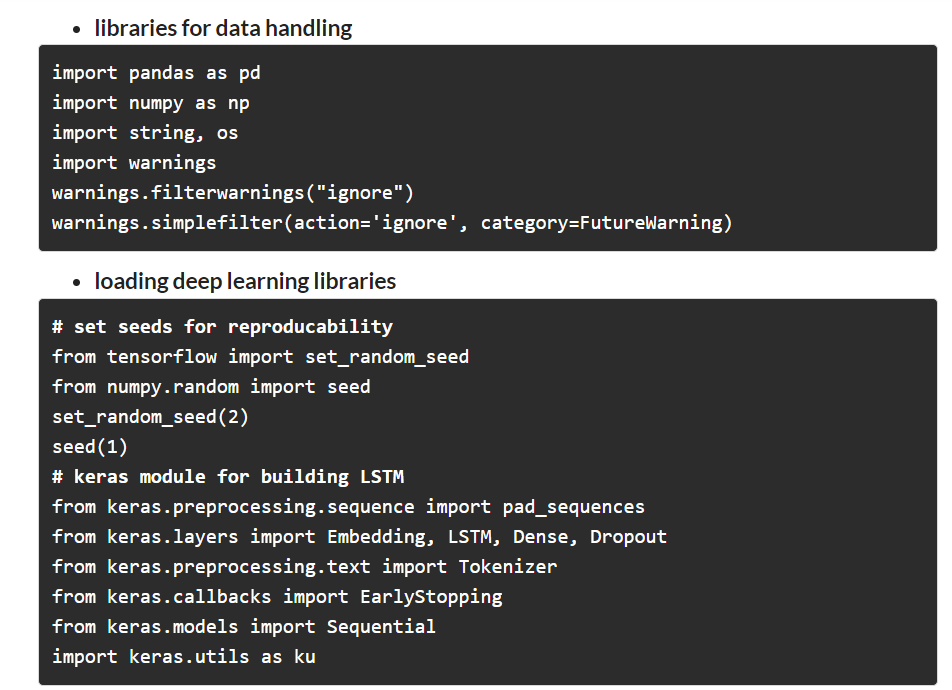 libraries for data handling
import pandas as pd
import numpy as np
import string, os
import warnings
warnings.filterwarnings("ignore")
warnings.simplefilter(action='ignore', category=FutureWarning)
loading deep learning libraries
# set seeds for reproducability
from tensorflow import set_random_seed
from numpy.random import seed
set_random_seed(2)
seed(1)
# keras module for building LSTM
from keras.preprocessing.sequence import pad_sequences
from keras.layers import Embedding, LSTM, Dense, Dropout
from keras.preprocessing.text import Tokenizer
from keras.callbacks import EarlyStopping
from keras.models import Sequential
import keras.utils as ku